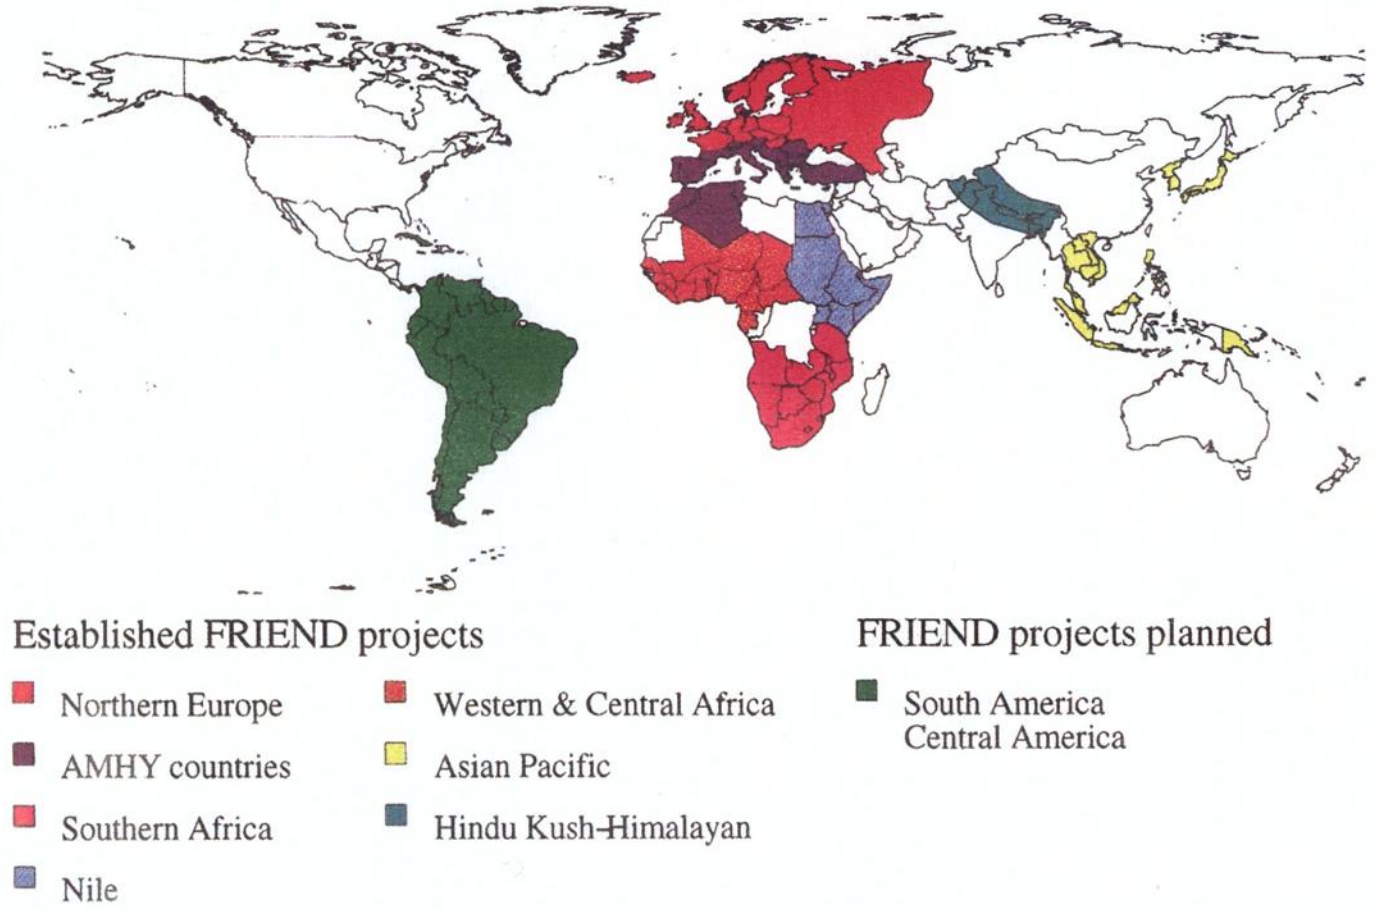 Established FRIEND projects
Northern Europe
AMHY countries
Southern Africa
Nile
Western & Central Africa
Asian Pacific
Hindu Kush-Himalayan
FRIEND projects planned
South America
Central America